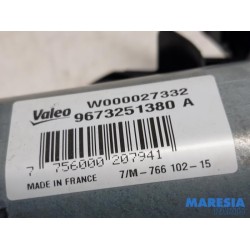 Valeo
W000027332
9673251380 A
7 756000 207941
MADE IN FRANCE 7/M-766 102-15
MARESIA